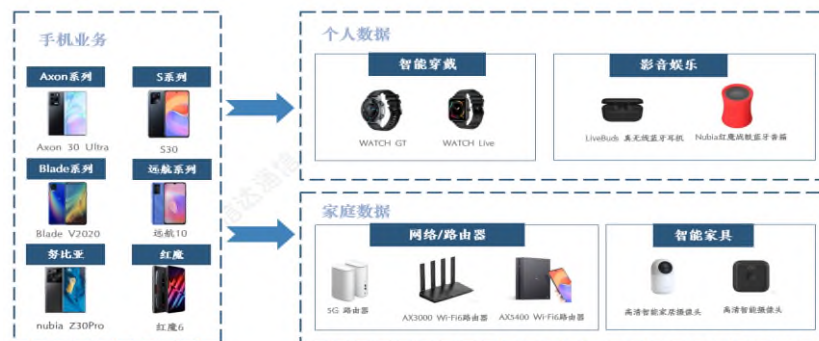 手机业务
Axon系列
S系列
Axon 30 Ultra
S30
Blade系列
远航系列
Blade V2020
远航10
努比亚
红魔
nubia Z30Pro
红魔6
个人数据
智能穿戴
WATCH GT
WATCH Live
影音娱乐
LiveBuds 真无线蓝牙耳机
Nubia红魔战鼓蓝牙音箱
家庭数据
网络/路由器
5G 路由器
AX3000 Wi-Fi6路由器
AX5400 Wi-Fi6路由器
智能家具
高清智能家居摄像头
高清智能摄像头